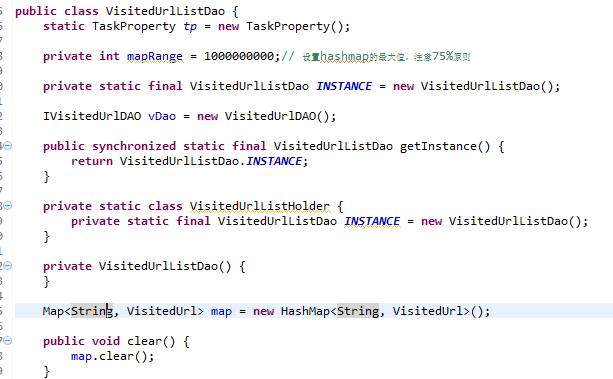 public class VisitedUrlListDao {
static TaskProperty tp = new TaskProperty();
private int mapRange = 1000000000;// 设置hashmap的最大值，注意75%原则
private static final VisitedUrlListDao INSTANCE = new VisitedUrlListDao();
IVisitedUrlDAO vDao = new VisitedUrlDAO();
public synchronized static final VisitedUrlListDao getInstance() {
return VisitedUrlListDao.INSTANCE;
}
private static class VisitedUrlListHolder {
private static final VisitedUrlListDao INSTANCE = new VisitedUrlListDao();
}
private VisitedUrlListDao() {
}
Map<String, VisitedUrl> map = new HashMap<String, VisitedUrl>();
public void clear() {
map.clear();
}